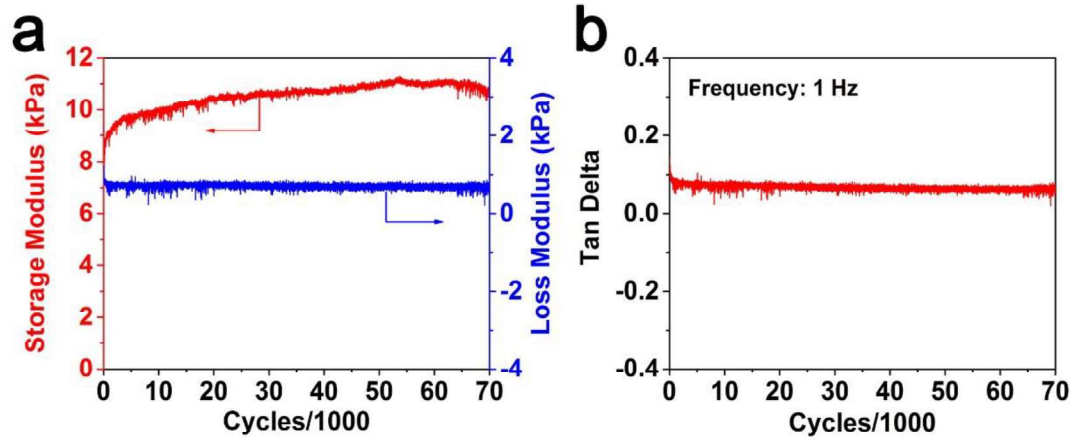 a
Storage Modulus (kPa)
12
10
8
6
4
2
0
4
2
0
-2
-4
Loss Modulus (kPa)
0 10 20 30 40 50 60 70
Cycles/1000
b
Frequency: 1 Hz
Tan Delta
0.4
0.2
0.0
-0.2
-0.4
0 10 20 30 40 50 60 70
Cycles/1000